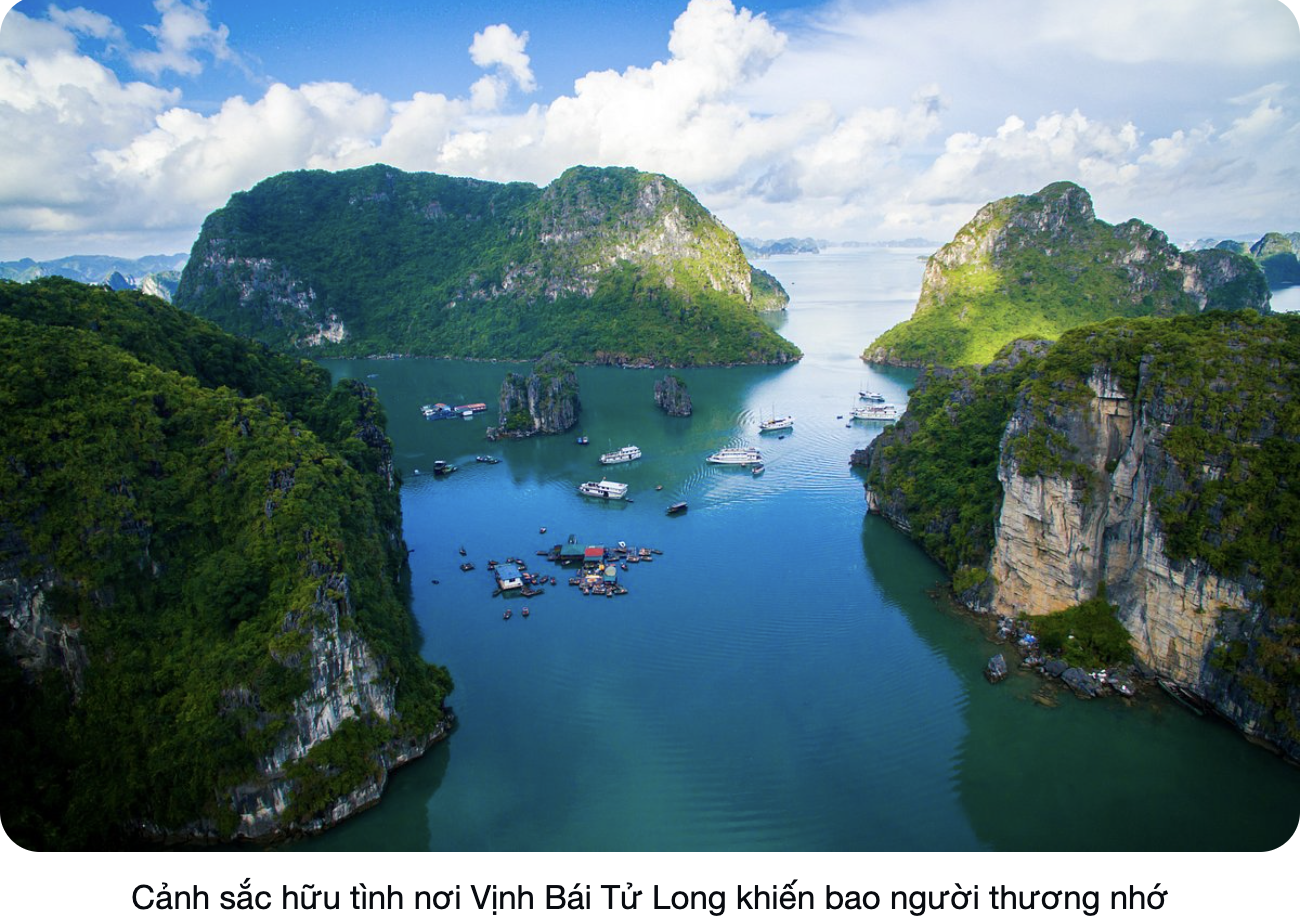 Cảnh sắc hữu tình nơi Vịnh Bái Tử Long khiến bao người thương nhớ